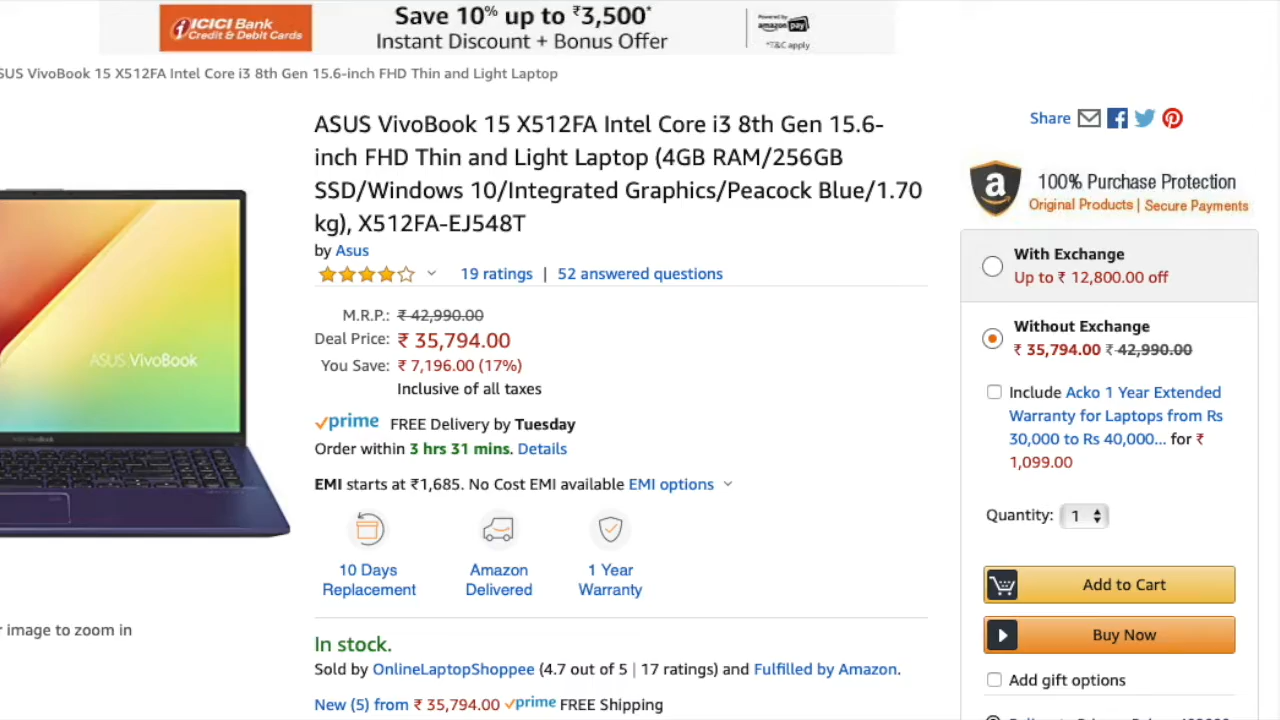 ICICI Bank
Credit & Debit Cards
Save 10% up to ₹3,500*
Instant Discount + Bonus Offer
Powered by
amazon pay
*T&C apply
SUS VivoBook 15 X512FA Intel Core i3 8th Gen 15.6-inch FHD Thin and Light Laptop
ASUS VivoBook 15 X512FA Intel Core i3 8th Gen 15.6-
inch FHD Thin and Light Laptop (4GB RAM/256GB
SSD/Windows 10/Integrated Graphics/Peacock Blue/1.70
kg), X512FA-EJ548T
by Asus
19 ratings | 52 answered questions
M.R.P.: ₹ 42,990.00
Deal Price: ₹ 35,794.00
You Save: ₹ 7,196.00 (17%)
Inclusive of all taxes
prime FREE Delivery by Tuesday
Order within 3 hrs 31 mins. Details
EMI starts at ₹1,685. No Cost EMI available EMI options
10 Days
Replacement
Amazon
Delivered
1 Year
Warranty
In stock.
Sold by OnlineLaptopShoppee (4.7 out of 5 | 17 ratings) and Fulfilled by Amazon.
New (5) from ₹ 35,794.00 prime FREE Shipping
ASUS VivoBook
image to zoom in
Share
a
100% Purchase Protection
Original Products | Secure Payments
With Exchange
Up to ₹ 12,800.00 off
Without Exchange
₹ 35,794.00 ₹ 42,990.00
Include Acko 1 Year Extended
Warranty for Laptops from Rs
30,000 to Rs 40,000... for ₹
1,099.00
Quantity: 1
Add to Cart
Buy Now
Add gift options